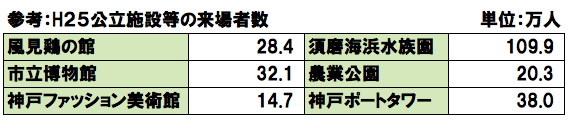 参考:H25公立施設等の来場者数 単位:万人
風見鶏の館 28.4 須磨海浜水族園 109.9
市立博物館 32.1 農業公園 20.3
神戸ファッション美術館 14.7 神戸ポートタワー 38.0